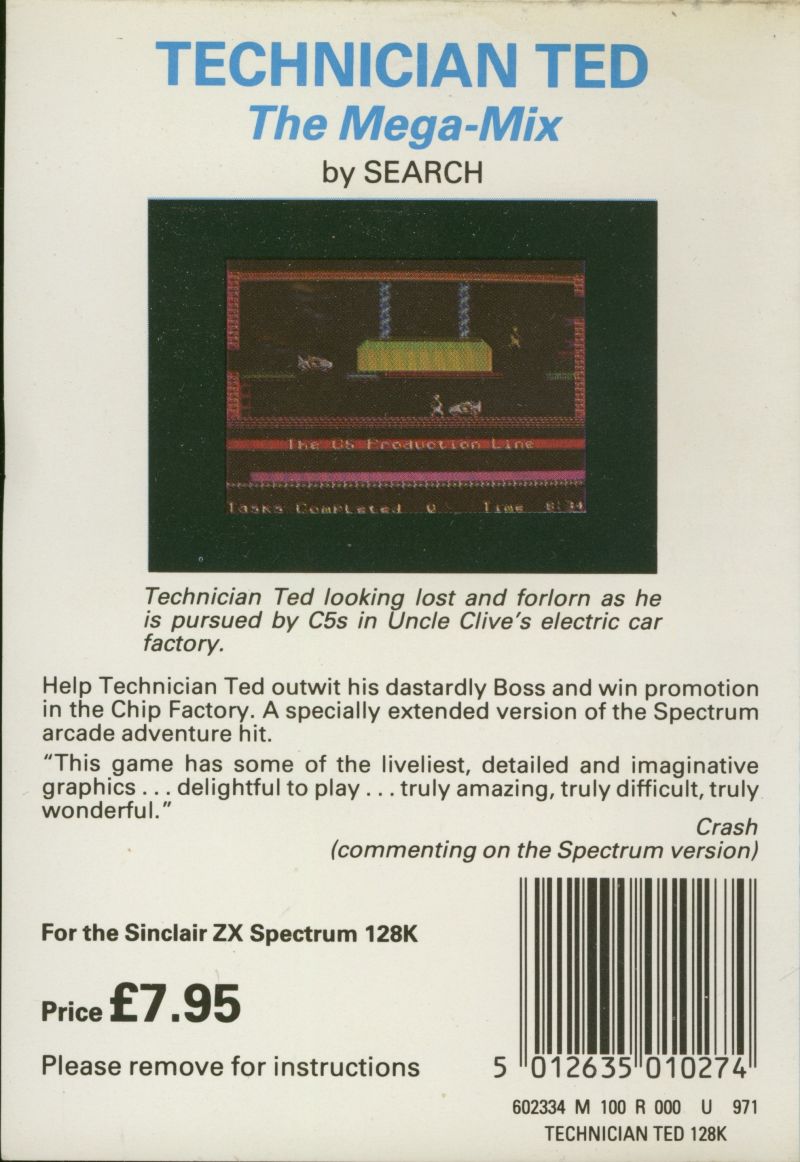 TECHNICIAN TED
The Mega-Mix
by SEARCH
The C5 Production Line
Tasks Completed 0 Time 8:34
Technician Ted looking lost and forlorn as he
is pursued by C5s in Uncle Clive's electric car
factory.
Help Technician Ted outwit his dastardly Boss and win promotion
in the Chip Factory. A specially extended version of the Spectrum
arcade adventure hit.
"This game has some of the liveliest, detailed and imaginative
graphics . . . delightful to play . . . truly amazing, truly difficult, truly
wonderful."
Crash
(commenting on the Spectrum version)
For the Sinclair ZX Spectrum 128K
Price £7.95
Please remove for instructions
5 012635 010274
602334 M 100 R 000 U 971
TECHNICIAN TED 128K